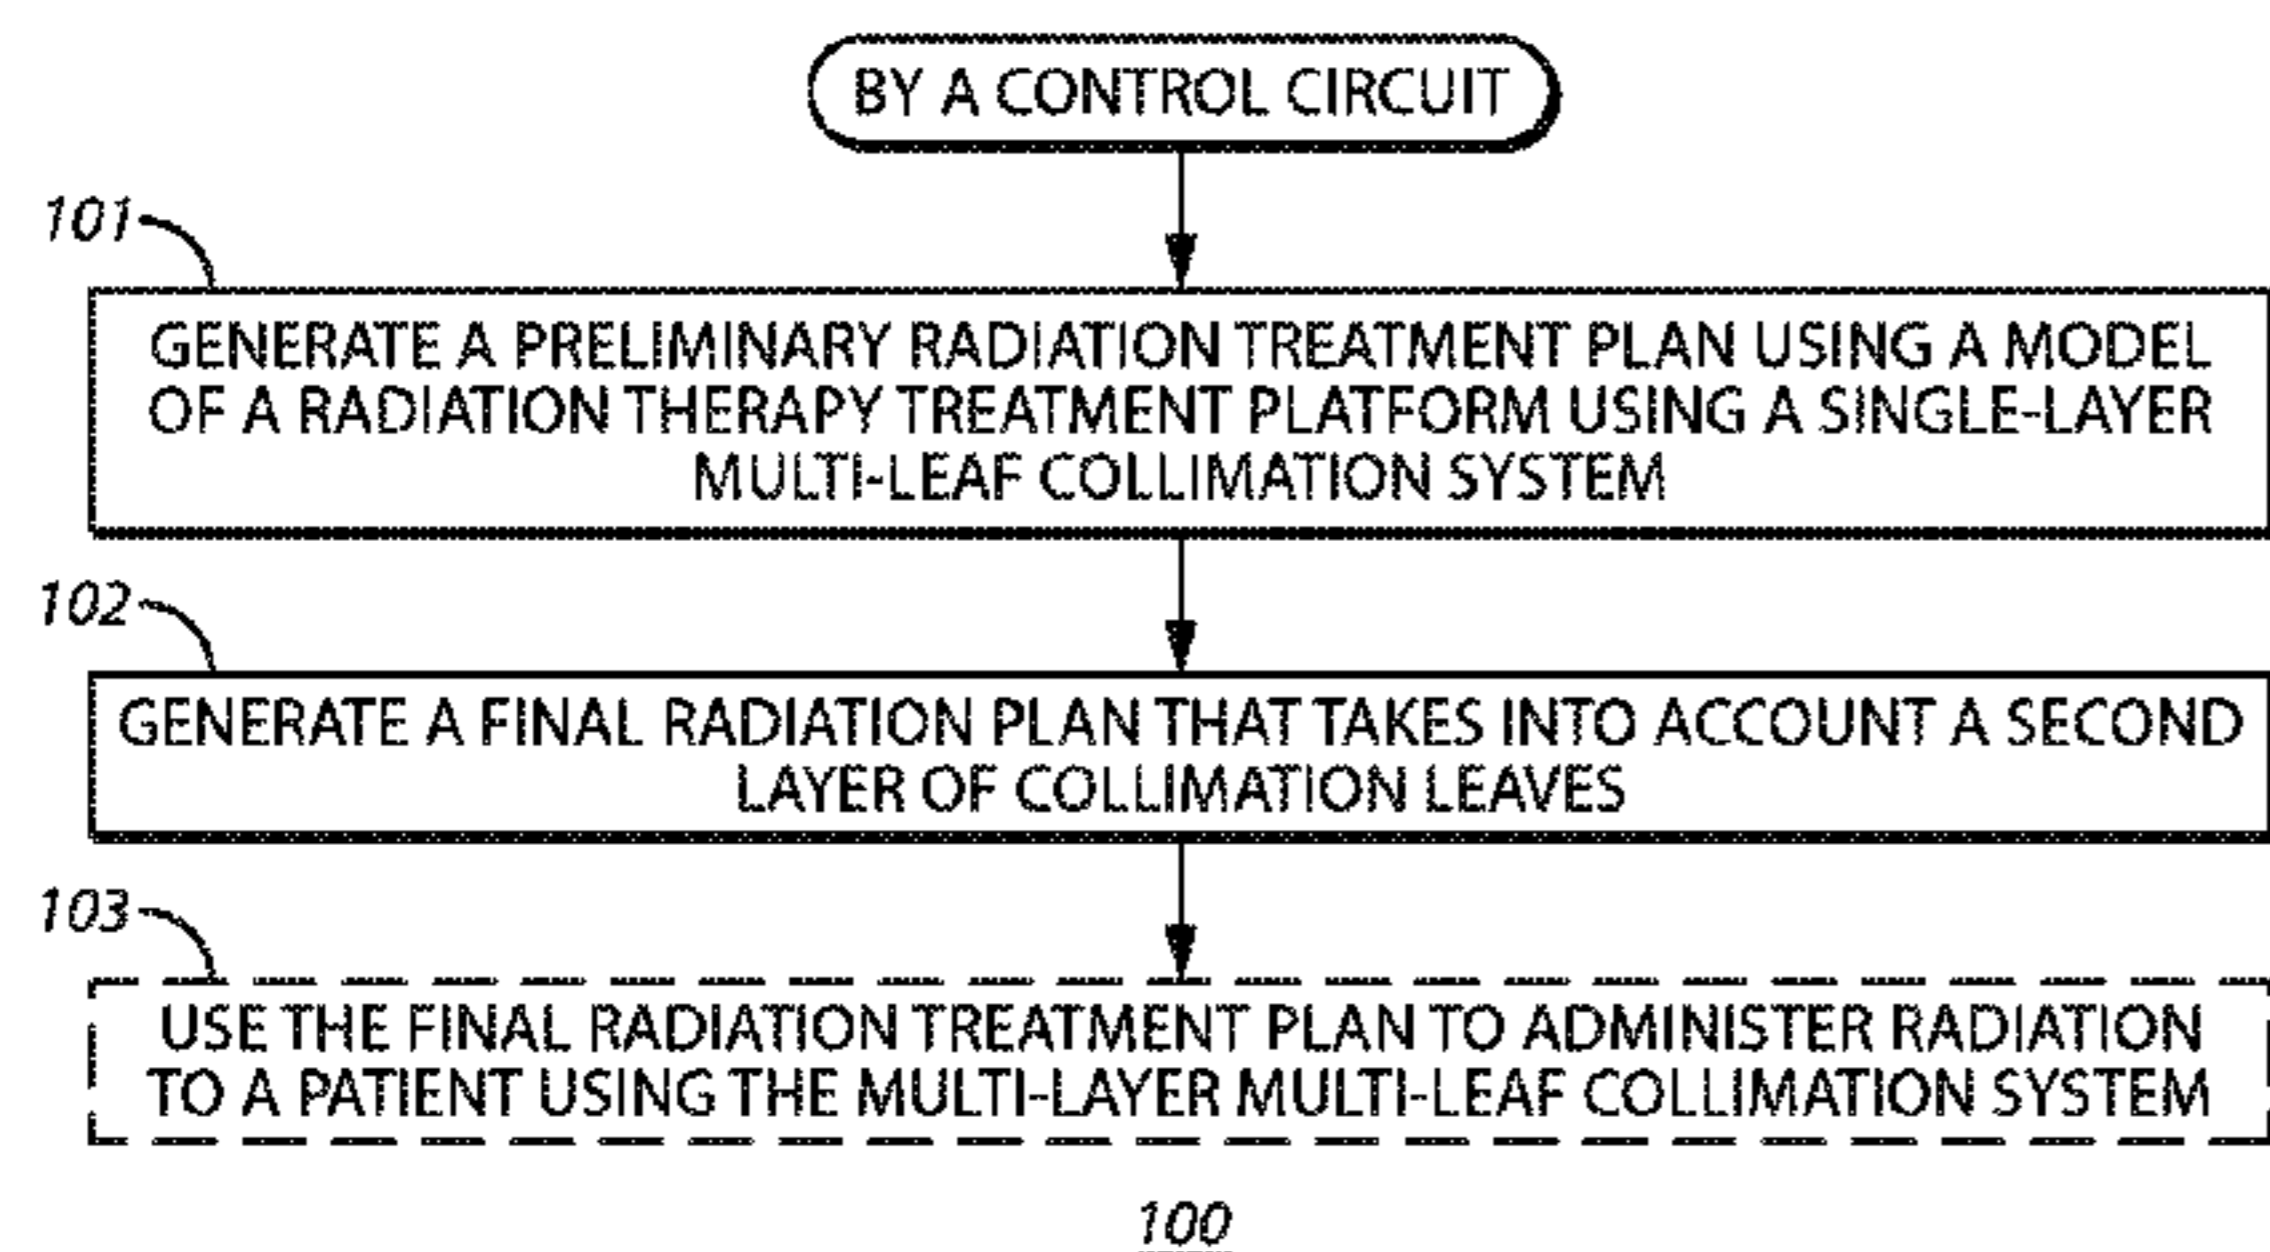 BY A CONTROL CIRCUIT
101
GENERATE A PRELIMINARY RADIATION TREATMENT PLAN USING A MODEL
OF A RADIATION THERAPY TREATMENT PLATFORM USING A SINGLE-LAYER
MULTI-LEAF COLLIMATION SYSTEM
102
GENERATE A FINAL RADIATION PLAN THAT TAKES INTO ACCOUNT A SECOND
LAYER OF COLLIMATION LEAVES
103
USE THE FINAL RADIATION TREATMENT PLAN TO ADMINISTER RADIATION
TO A PATIENT USING THE MULTI-LAYER MULTI-LEAF COLLIMATION SYSTEM
100